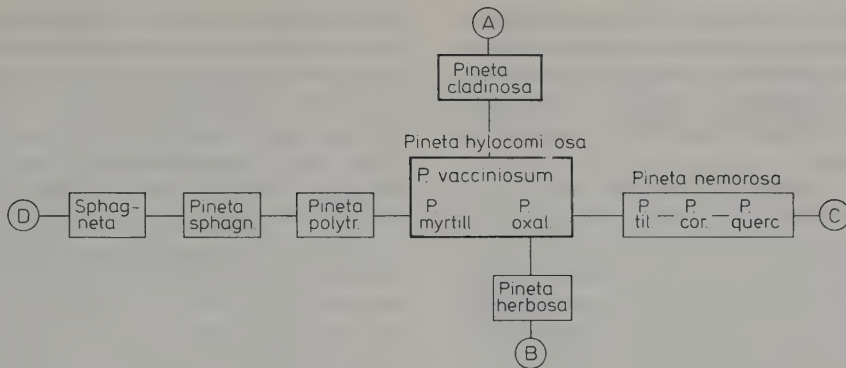 A
Pineta
cladinosa
Pineta hylocomi osa
P. vacciniosum
P. myrtill
P. oxal.
Pineta nemorosa
P. til. — P. cor. — P. querc
D
Sphag-
neta
Pineta
sphagn.
Pineta
polytr.
C
Pineta
herbosa
B